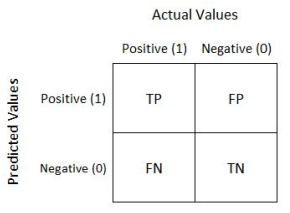 Actual Values
Positive (1) Negative (0)
Predicted Values
Positive (1) TP FP
Negative (0) FN TN